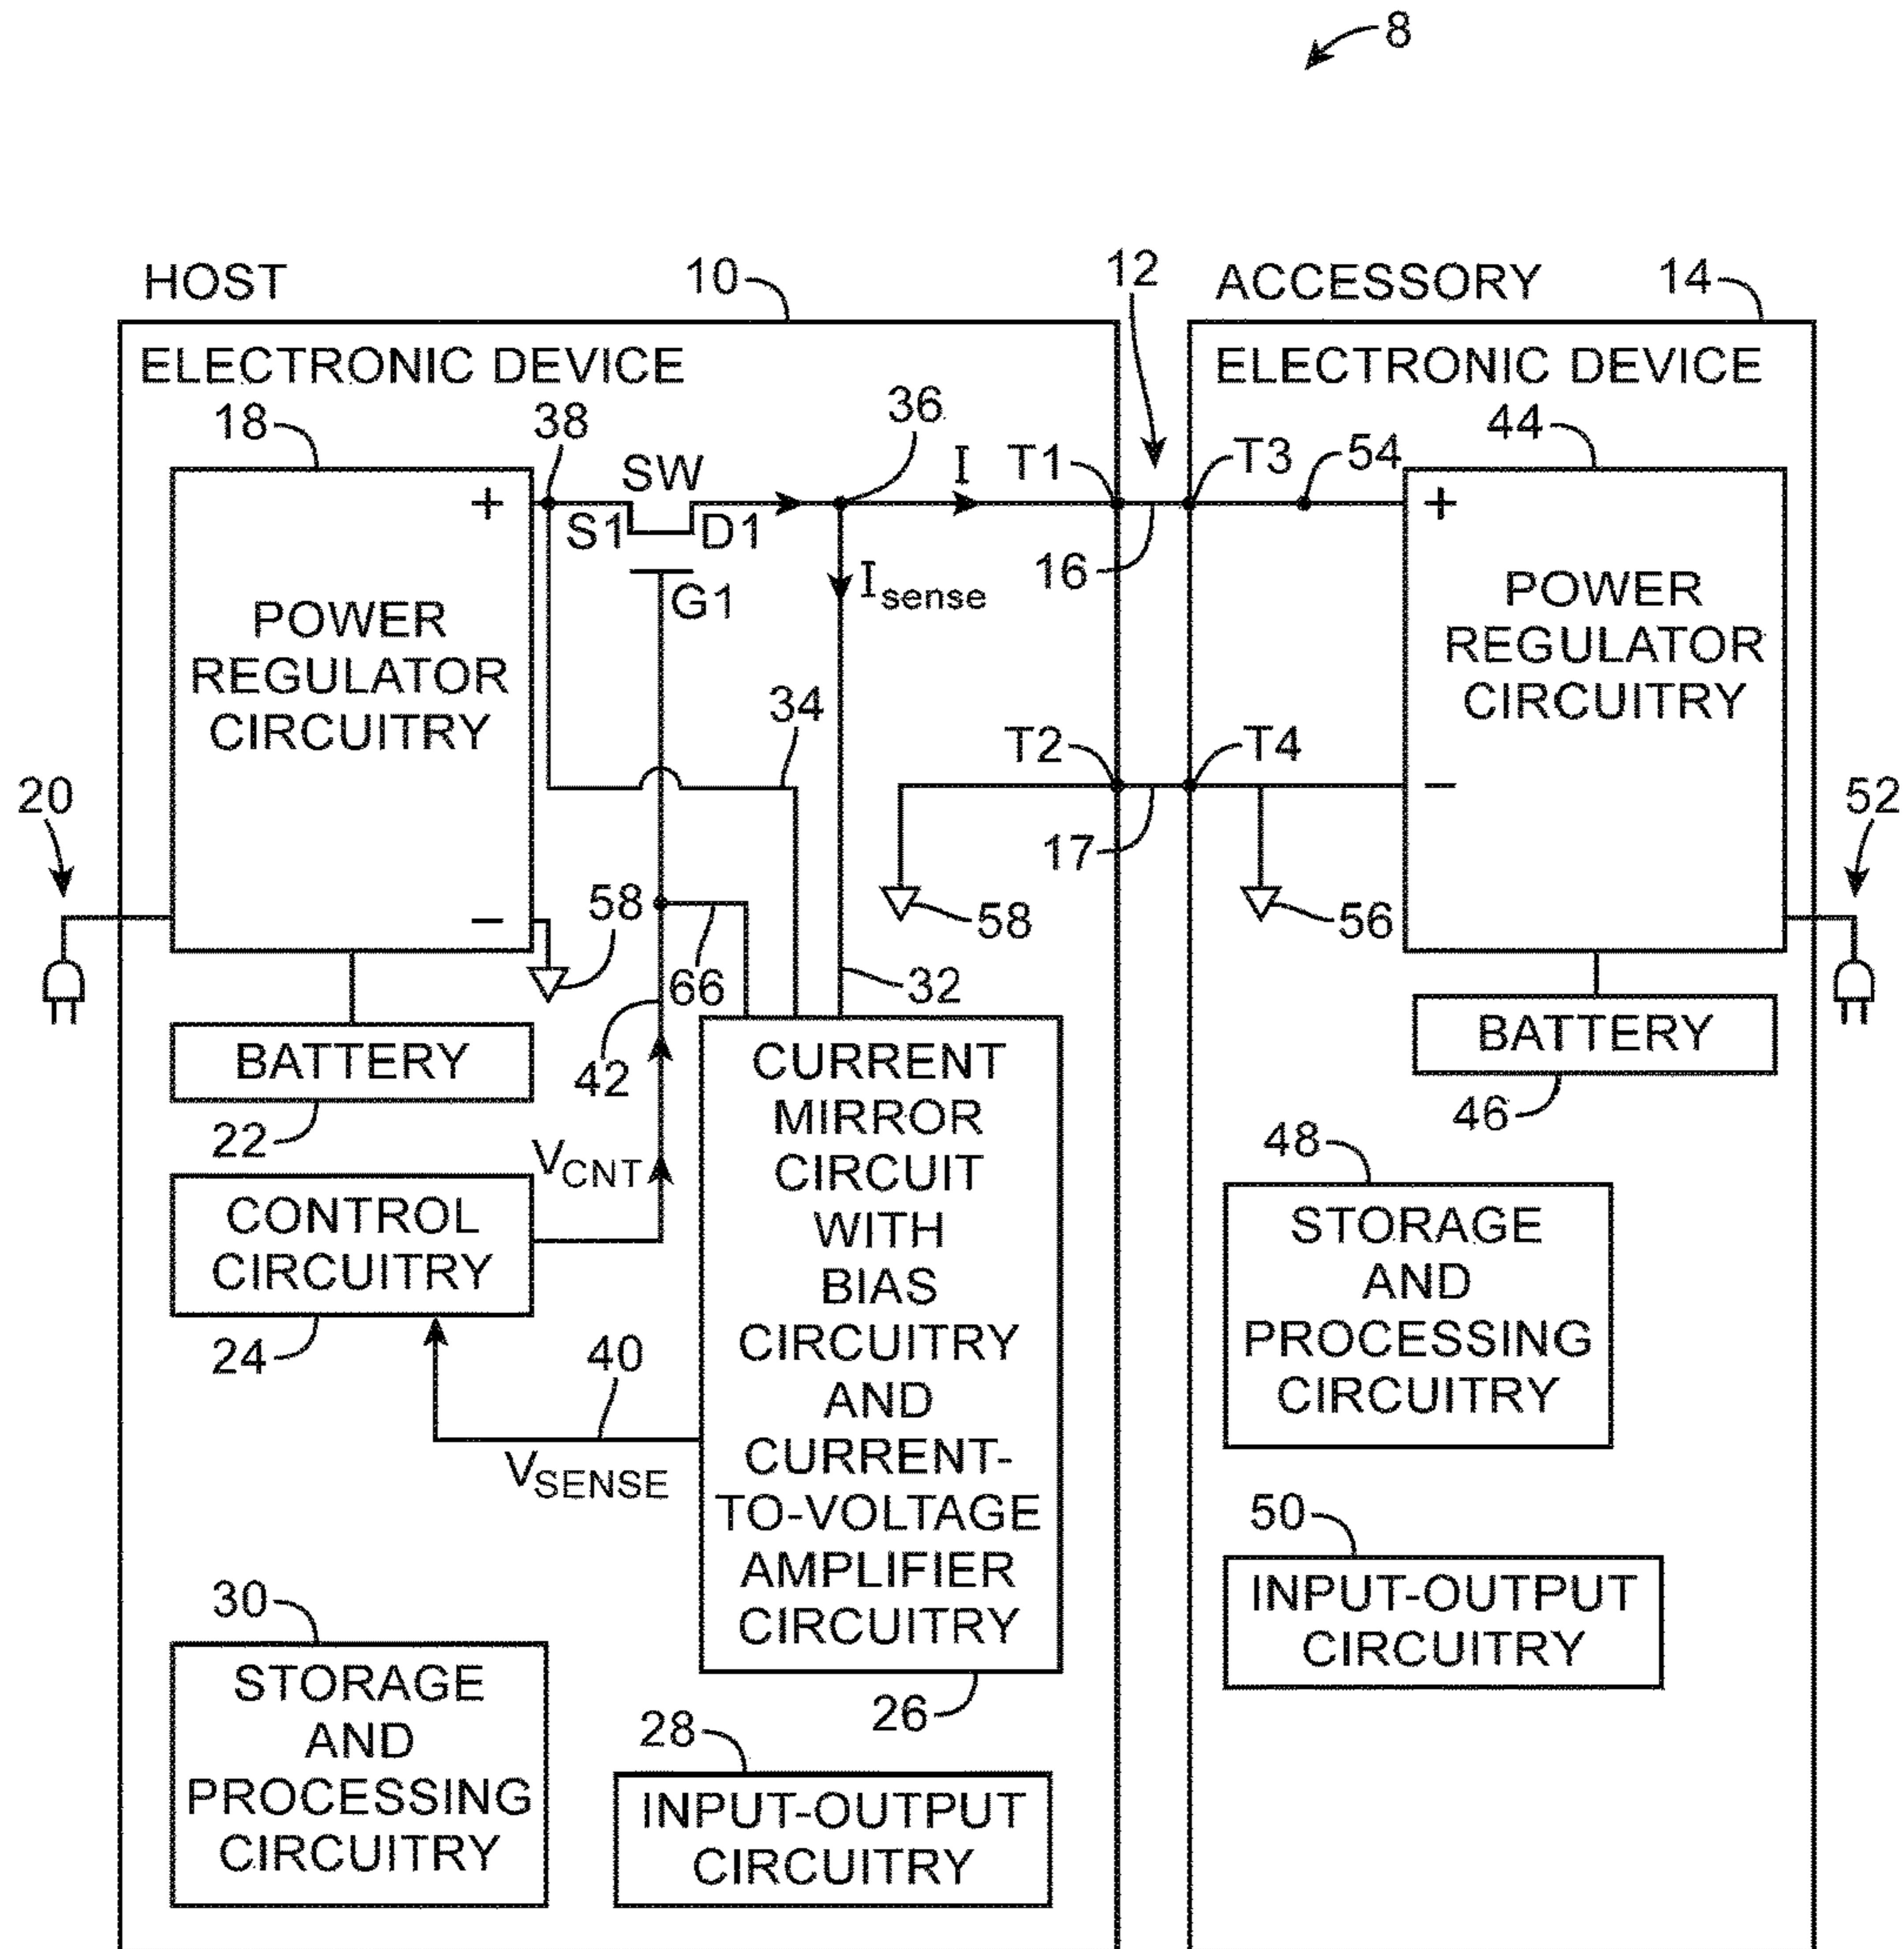 8
HOST
10
12
ACCESSORY
14
ELECTRONIC DEVICE
ELECTRONIC DEVICE
18
38
36
44
SW
I
T1
T3
54
+
S1
D1
+
16
G1
Isense
POWER
REGULATOR
CIRCUITRY
POWER
REGULATOR
CIRCUITRY
34
T2
T4
−
20
52
17
58
−
58
56
66
32
BATTERY
42
BATTERY
22
46
CURRENT
MIRROR
CIRCUIT
WITH
BIAS
CIRCUITRY
AND
CURRENT-
TO-VOLTAGE
AMPLIFIER
CIRCUITRY
VCNT
48
CONTROL
CIRCUITRY
STORAGE
AND
PROCESSING
CIRCUITRY
24
40
VSENSE
50
INPUT-OUTPUT
CIRCUITRY
30
STORAGE
AND
PROCESSING
CIRCUITRY
26
28
INPUT-OUTPUT
CIRCUITRY